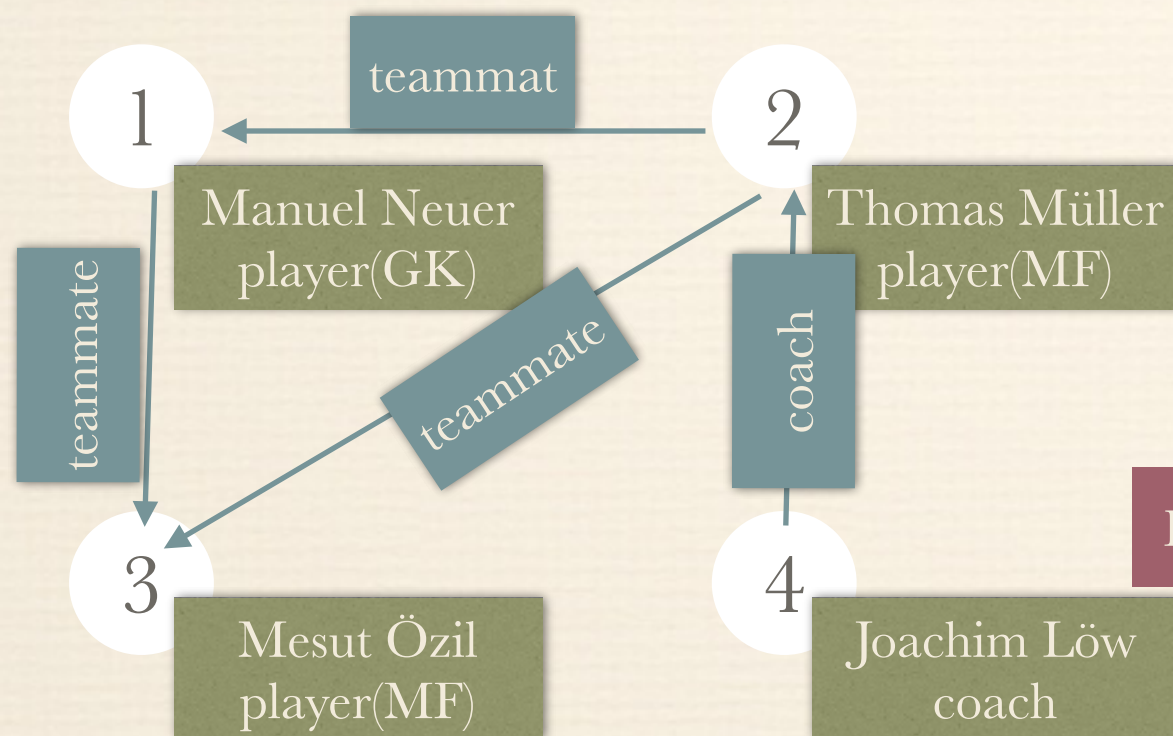 teammat
1
2
Manuel Neuer
player(GK)
Thomas Müller
player(MF)
teammate
teammate
coach
3
4
Mesut Özil
player(MF)
Joachim Löw
coach